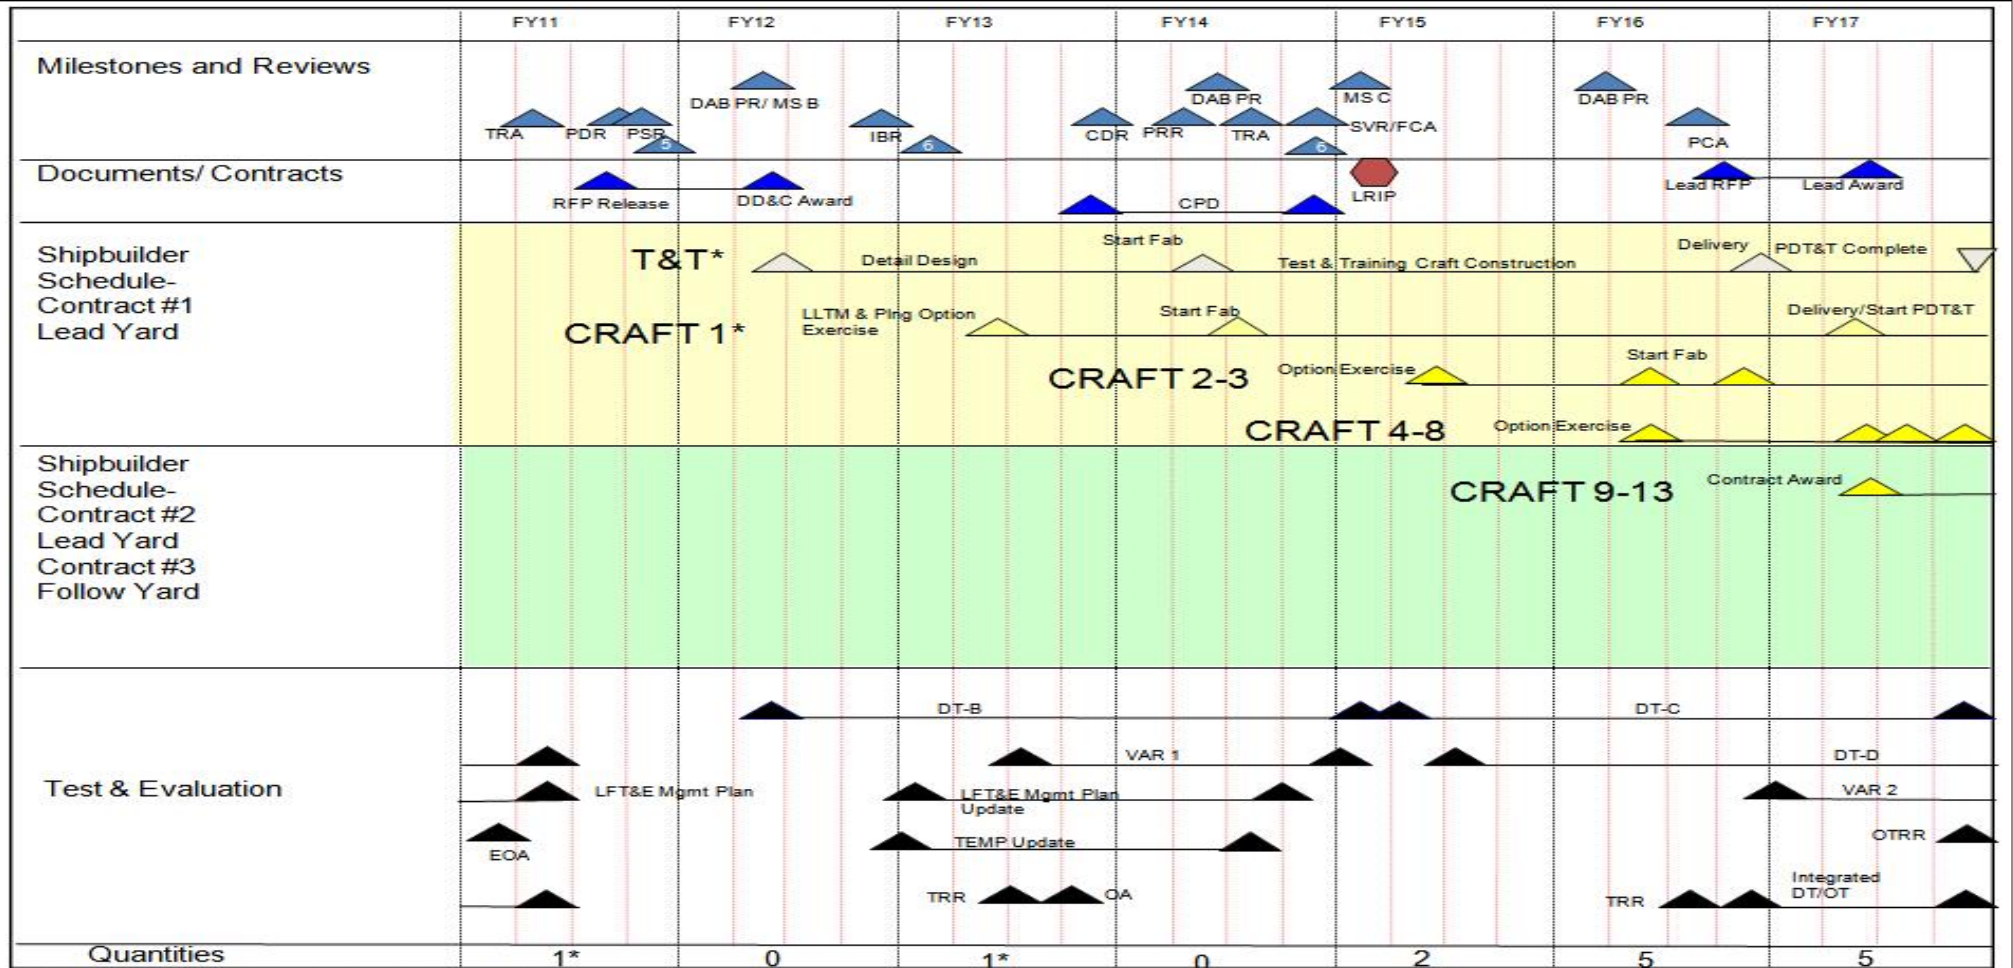 FY11 FY12 FY13 FY14 FY15 FY16 FY17
Milestones and Reviews
DAB PR/ MS B
DAB PR
MS C
DAB PR
TRA
PDR
PSR
5
IBR
6
CDR
PRR
TRA
6
SVR/FCA
PCA
Documents/ Contracts
RFP Release
DD&C Award
CPD
LRIP
Lead RFP
Lead Award
Shipbuilder
Schedule-
Contract #1
Lead Yard
T&T*
Detail Design
Start Fab
Test & Training Craft Construction
Delivery
PDT&T Complete
CRAFT 1*
LLTM & Plng Option
Exercise
Start Fab
Delivery/Start PDT&T
CRAFT 2-3
Option Exercise
Start Fab
CRAFT 4-8
Option Exercise
Shipbuilder
Schedule-
Contract #2
Lead Yard
Contract #3
Follow Yard
CRAFT 9-13
Contract Award
Test & Evaluation
DT-B
DT-C
VAR 1
DT-D
LFT&E Mgmt Plan
LFT&E Mgmt Plan
Update
VAR 2
EOA
TEMP Update
OTRR
TRR
OA
TRR
Integrated
DT/OT
Quantities 1* 0 1* 0 2 5 5